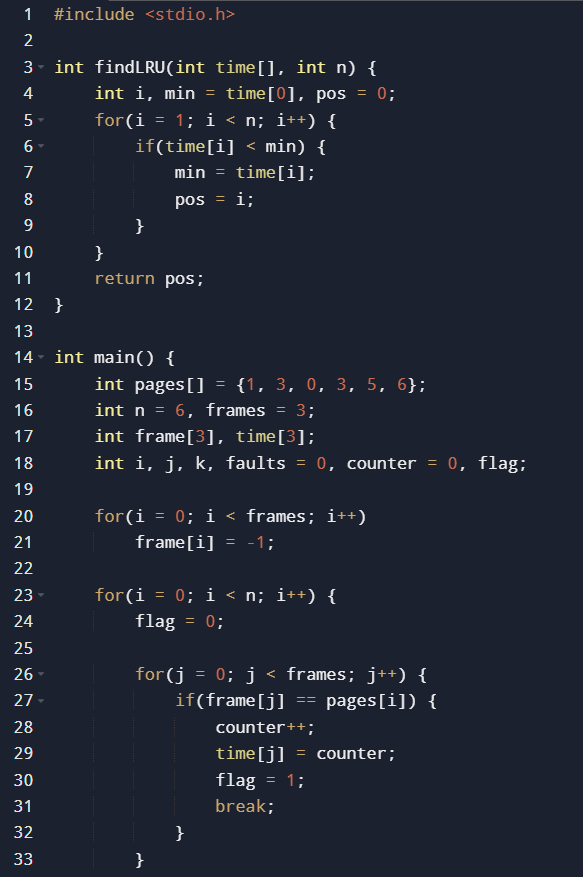 1 #include <stdio.h>
2
3 int findLRU(int time[], int n) {
4     int i, min = time[0], pos = 0;
5     for(i = 1; i < n; i++) {
6         if(time[i] < min) {
7             min = time[i];
8             pos = i;
9         }
10     }
11     return pos;
12 }
13
14 int main() {
15     int pages[] = {1, 3, 0, 3, 5, 6};
16     int n = 6, frames = 3;
17     int frame[3], time[3];
18     int i, j, k, faults = 0, counter = 0, flag;
19
20     for(i = 0; i < frames; i++)
21         frame[i] = -1;
22
23     for(i = 0; i < n; i++) {
24         flag = 0;
25
26         for(j = 0; j < frames; j++) {
27             if(frame[j] == pages[i]) {
28                 counter++;
29                 time[j] = counter;
30                 flag = 1;
31                 break;
32             }
33         }